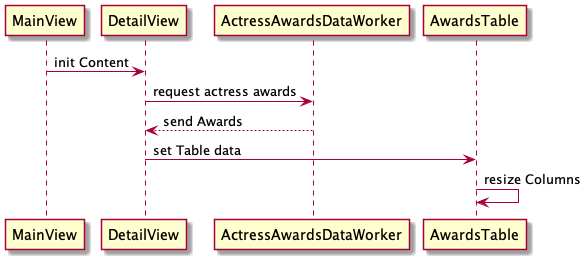 MainView DetailView ActressAwardsDataWorker AwardsTable
init Content
request actress awards
send Awards
set Table data
resize Columns
MainView DetailView ActressAwardsDataWorker AwardsTable